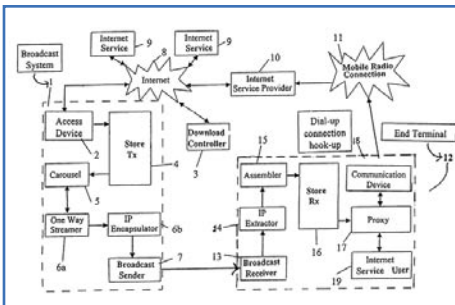 Internet
Service
9
Internet
Service
9
8
Internet
10
Internet
Service
Provider
11
Mobile Radio
Connection
Broadcast
System
1
Access
Device
2
Store
Tx
4
Download
Controller
3
Carousel
5
One Way
Streamer
6a
IP
Encapsulator
6b
Broadcast
Sender
7
Dial-up
connection
hook-up
End Terminal
12
15
Assembler
Store
Rx
16
Communication
Device
IP
Extractor
14
Proxy
17
13
Broadcast
Receiver
Internet
Service User
19